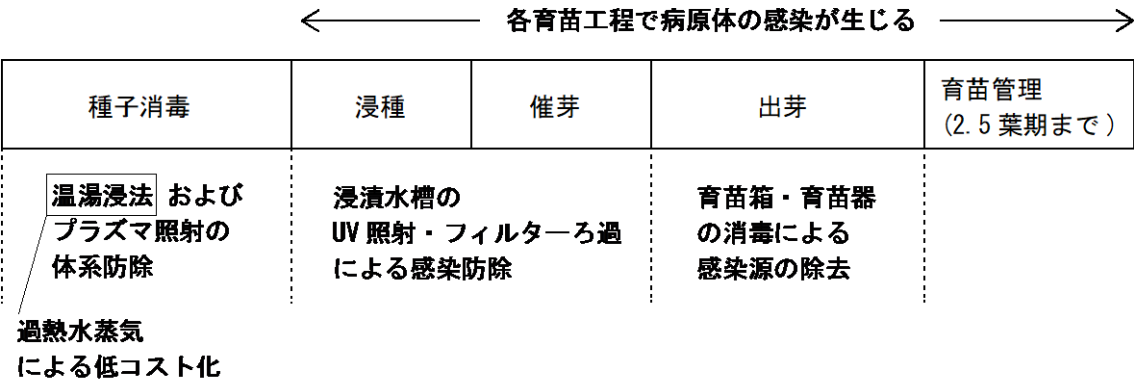 各育苗工程で病原体の感染が生じる
種子消毒
浸種
催芽
出芽
育苗管理
(2.5葉期まで)
温湯浸法 および
プラズマ照射の
体系防除
浸漬水槽の
UV照射・フィルターろ過
による感染防除
育苗箱・育苗器
の消毒による
感染源の除去
過熱水蒸気
による低コスト化